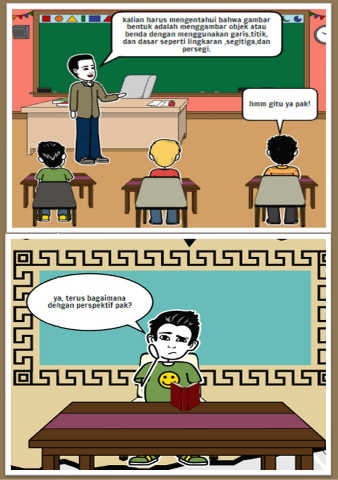 kalian harus mengentahui bahwa gambar
bentuk adalah menggambar objek atau
benda dengan menggunakan garis,titik,
dan dasar seperti lingkaran ,segitiga,dan
persegi.
hmm gitu ya pak!
ya, terus bagaimana
dengan perspektif pak?